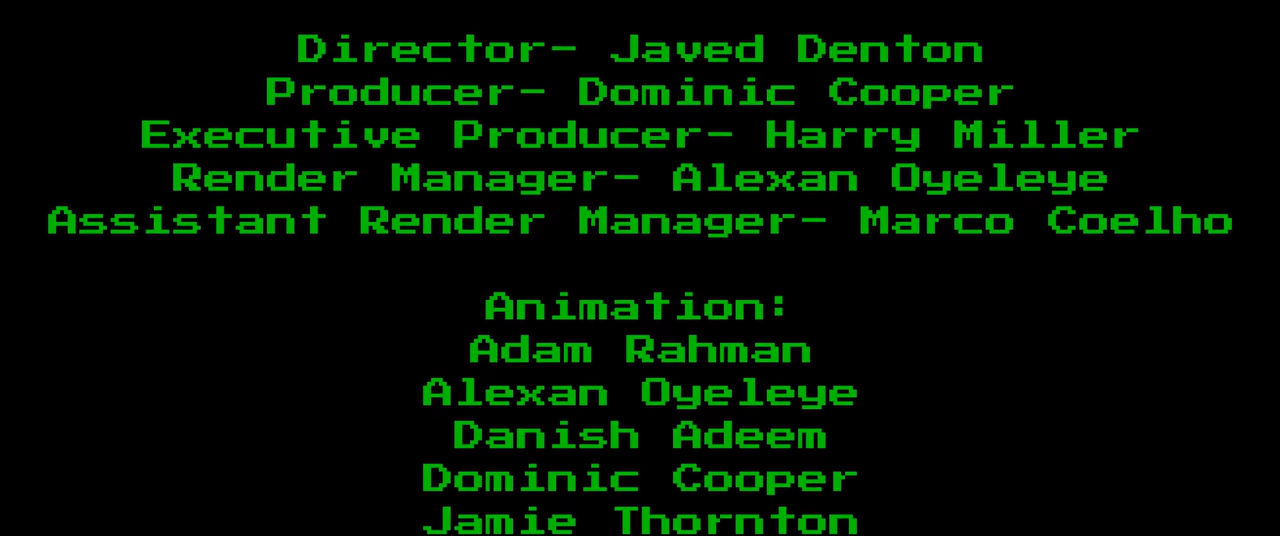 Director- Javed Denton
Producer- Dominic Cooper
Executive Producer- Harry Miller
Render Manager- Alexan Oyeleye
Assistant Render Manager- Marco Coelho
Animation:
Adam Rahman
Alexan Oyeleye
Danish Adeem
Dominic Cooper
Jamie Thornton